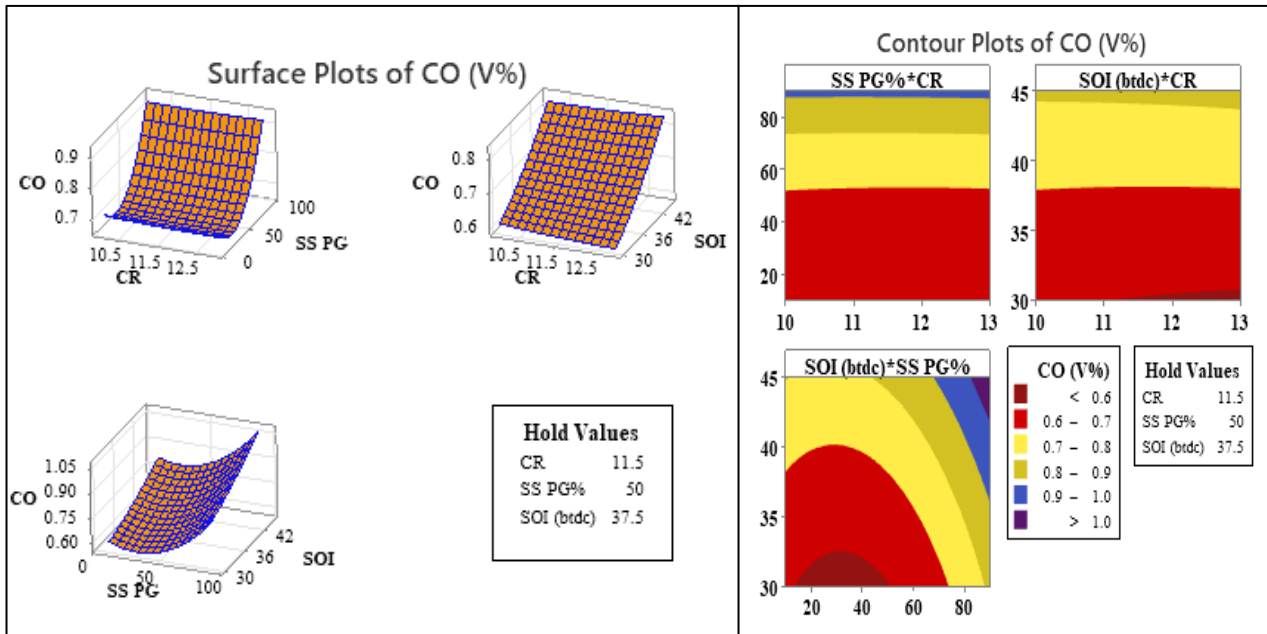 Surface Plots of CO (V%)
0.9
0.8
0.7
CO
10.5
11.5
12.5
CR
0
50
100
SS PG
0.8
0.7
0.6
CO
10.5
11.5
12.5
CR
30
36
42
SOI
1.05
0.90
0.75
0.60
CO
0
50
100
SS PG
30
36
42
SOI
Hold Values
CR 11.5
SS PG% 50
SOI (btdc) 37.5
Contour Plots of CO (V%)
SS PG%*CR
80
60
40
20
10 11 12 13
SOI (btdc)*CR
45
40
35
30
10 11 12 13
SOI (btdc)*SS PG%
45
40
35
30
20 40 60 80
CO (V%)
< 0.6
0.6 – 0.7
0.7 – 0.8
0.8 – 0.9
0.9 – 1.0
> 1.0
Hold Values
CR 11.5
SS PG% 50
SOI (btdc) 37.5